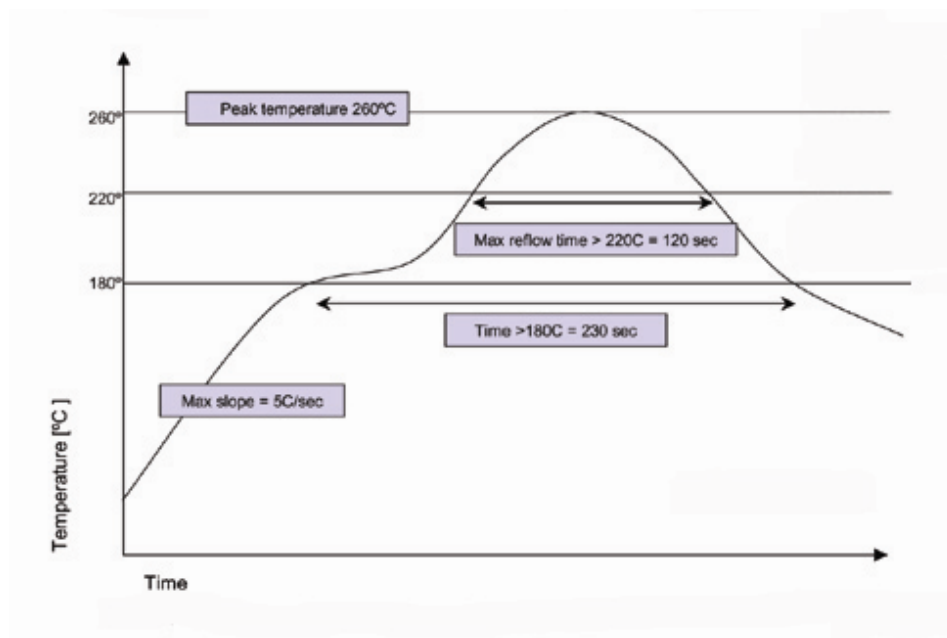 Peak temperature 260ºC
260º
220º
Max reflow time > 220C = 120 sec
180º
Time >180C = 230 sec
Max slope = 5C/sec
Temperature [ºC ]
Time